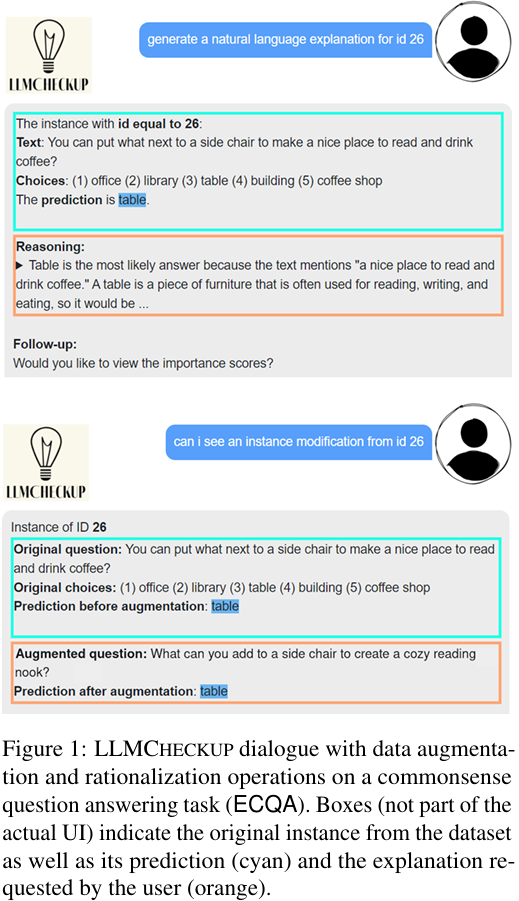 generate a natural language explanation for id 26
LLMCHECKUP
The instance with id equal to 26:
Text: You can put what next to a side chair to make a nice place to read and drink
coffee?
Choices: (1) office (2) library (3) table (4) building (5) coffee shop
The prediction is table.
Reasoning:
▶ Table is the most likely answer because the text mentions "a nice place to read and
drink coffee." A table is a piece of furniture that is often used for reading, writing, and
eating, so it would be ...
Follow-up:
Would you like to view the importance scores?
can i see an instance modification from id 26
LLMCHECKUP
Instance of ID 26
Original question: You can put what next to a side chair to make a nice place to read
and drink coffee?
Original choices: (1) office (2) library (3) table (4) building (5) coffee shop
Prediction before augmentation: table
Augmented question: What can you add to a side chair to create a cozy reading
nook?
Prediction after augmentation: table
Figure 1: LLMCHECKUP dialogue with data augmenta-
tion and rationalization operations on a commonsense
question answering task (ECQA). Boxes (not part of the
actual UI) indicate the original instance from the dataset
as well as its prediction (cyan) and the explanation re-
quested by the user (orange).